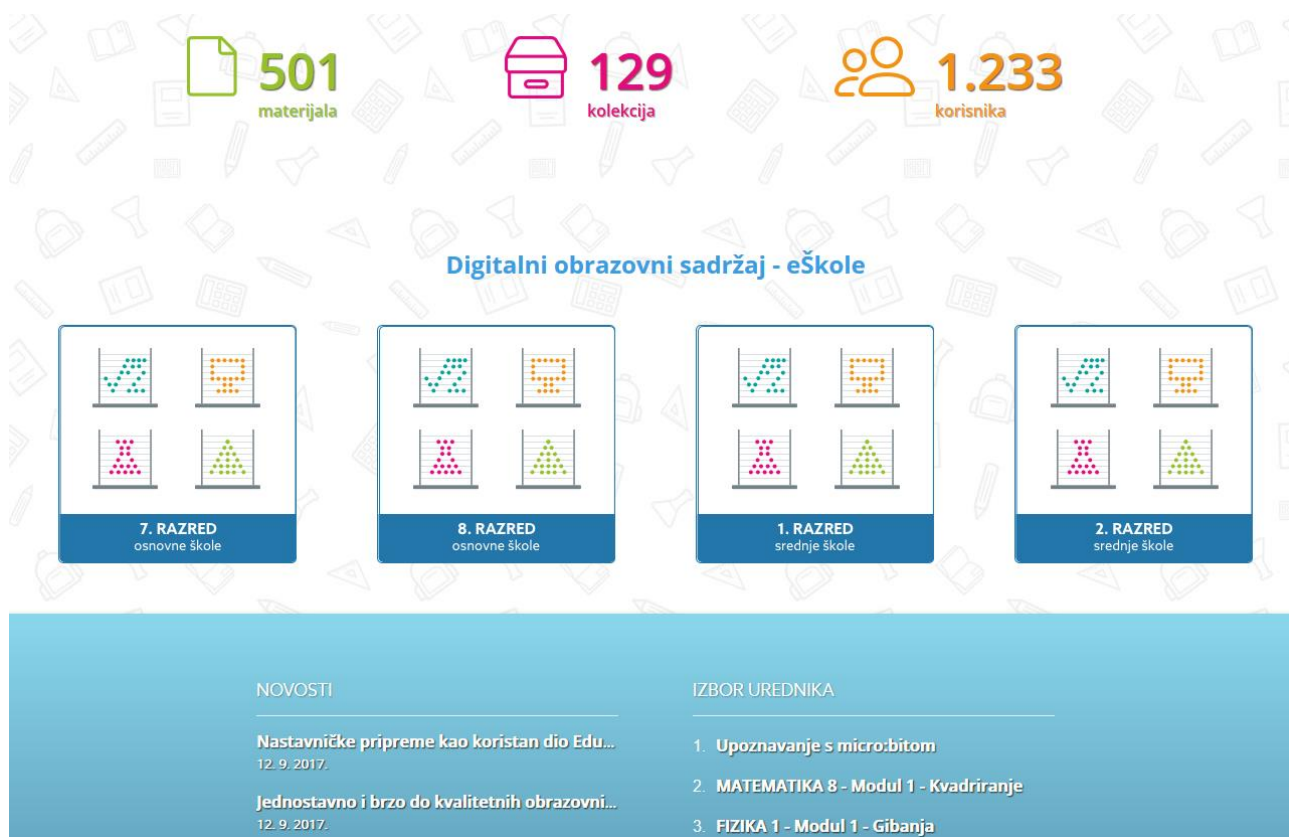 501
materijala
129
kolekcija
1.233
korisnika
Digitalni obrazovni sadržaj - eŠkole
7. RAZRED
osnovne škole
8. RAZRED
osnovne škole
1. RAZRED
srednje škole
2. RAZRED
srednje škole
NOVOSTI
Nastavničke pripreme kao koristan dio Edu...
12. 9. 2017.
Jednostavno i brzo do kvalitetnih obrazovni...
12. 9. 2017.
IZBOR UREDNIKA
1. Upoznavanje s micro:bitom
2. MATEMATIKA 8 - Modul 1 - Kvadriranje
3. FIZIKA 1 - Modul 1 - Gibanja